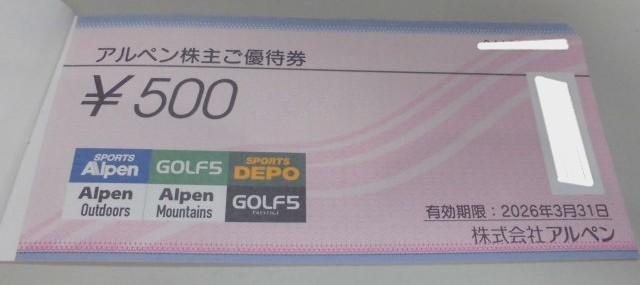 アルペン株主ご優待券
¥500
SPORTS
Alpen
GOLF5
SPORTS
DEPO
Alpen
Outdoors
Alpen
Mountains
GOLF5
PRESTIGE
有効期限：2026年3月31日
株式会社アルペン